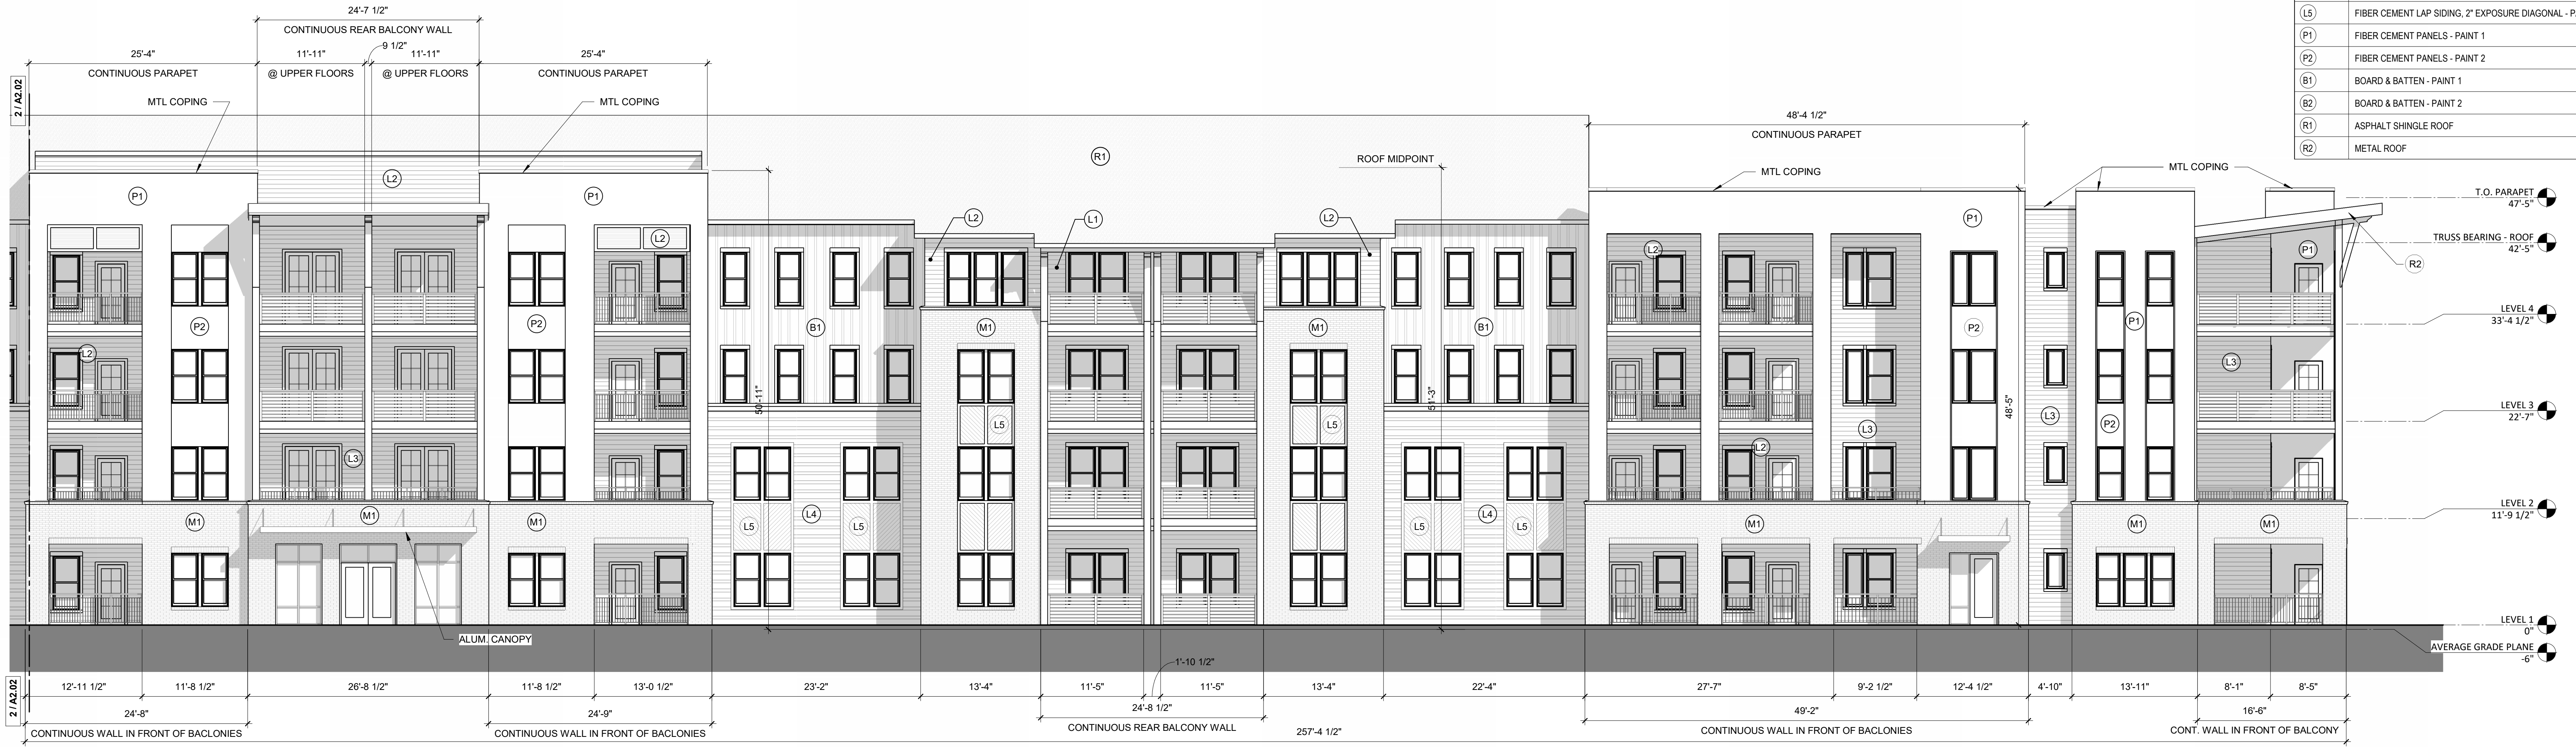 24'-7 1/2"
CONTINUOUS REAR BALCONY WALL
9 1/2"
25'-4"
11'-11"
11'-11"
25'-4"
CONTINUOUS PARAPET
@ UPPER FLOORS
@ UPPER FLOORS
CONTINUOUS PARAPET
2 / A2.02
MTL COPING
MTL COPING
L5 FIBER CEMENT LAP SIDING, 2" EXPOSURE DIAGONAL - PA
P1 FIBER CEMENT PANELS - PAINT 1
P2 FIBER CEMENT PANELS - PAINT 2
B1 BOARD & BATTEN - PAINT 1
B2 BOARD & BATTEN - PAINT 2
R1 ASPHALT SHINGLE ROOF
R2 METAL ROOF
48'-4 1/2"
CONTINUOUS PARAPET
R1
ROOF MIDPOINT
MTL COPING
MTL COPING
L2
P1
P1
T.O. PARAPET
47'-5"
L2
L1
L2
P1
L2
L2
TRUSS BEARING - ROOF
42'-5"
P1
R2
P2
P2
B1
M1
M1
B1
P2
P1
LEVEL 4
33'-4 1/2"
L2
L3
50'-11"
51'-3"
48'-5"
LEVEL 3
22'-7"
L5
L5
L3
L3
P2
L3
L2
M1
M1
M1
L5
L4
L5
L5
L4
L5
M1
M1
M1
LEVEL 2
11'-9 1/2"
ALUM. CANOPY
LEVEL 1
0"
AVERAGE GRADE PLANE
-6"
1'-10 1/2"
2 / A2.02
12'-11 1/2"
11'-8 1/2"
26'-8 1/2"
11'-8 1/2"
13'-0 1/2"
23'-2"
13'-4"
11'-5"
11'-5"
13'-4"
22'-4"
27'-7"
9'-2 1/2"
12'-4 1/2"
4'-10"
13'-11"
8'-1"
8'-5"
24'-8"
24'-9"
24'-8 1/2"
49'-2"
16'-6"
CONTINUOUS WALL IN FRONT OF BACLONIES
CONTINUOUS WALL IN FRONT OF BACLONIES
CONTINUOUS REAR BALCONY WALL
257'-4 1/2"
CONTINUOUS WALL IN FRONT OF BACLONIES
CONT. WALL IN FRONT OF BALCONY